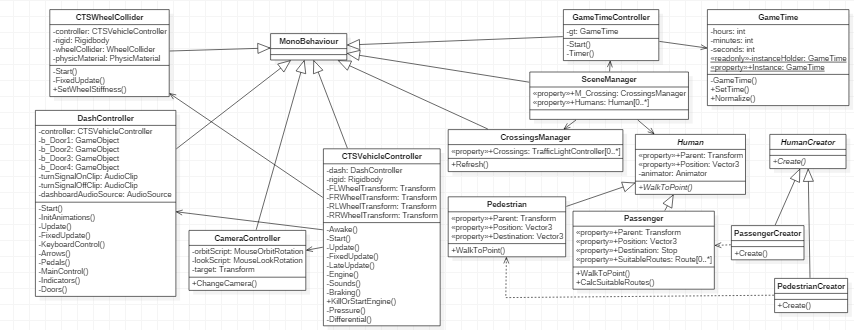 CTSWheelCollider
-controller: CTSVehicleController
-rigid: Rigidbody
-wheelCollider: WheelCollider
-physicMaterial: PhysicMaterial
-Start()
-FixedUpdate()
+SetWheelStiffness()
MonoBehaviour
GameTimeController
-gt: GameTime
-Start()
-Timer()
GameTime
-hours: int
-minutes: int
-seconds: int
«readonly»-instanceHolder: GameTime
«property»+Instance: GameTime
-GameTime()
+SetTime()
+Normalize()
SceneManager
«property»+M_Crossing: CrossingsManager
«property»+Humans: Human[0..*]
DashController
-controller: CTSVehicleController
-b_Door1: GameObject
-b_Door2: GameObject
-b_Door3: GameObject
-b_Door4: GameObject
-turnSignalOnClip: AudioClip
-turnSignalOffClip: AudioClip
-dashboardAudioSource: AudioSource
-Start()
-InitAnimations()
-Update()
-FixedUpdate()
-KeyboardControl()
-Arrows()
-Pedals()
-MainControl()
-Indicators()
-Doors()
CrossingsManager
«property»+Crossings: TrafficLightController[0..*]
+Refresh()
Human
«property»+Parent: Transform
«property»+Position: Vector3
-animator: Animator
+WalkToPoint()
HumanCreator
+Create()
CTSVehicleController
-dash: DashController
-rigid: Rigidbody
-FLWheelTransform: Transform
-FRWheelTransform: Transform
-RLWheelTransform: Transform
-RRWheelTransform: Transform
-Awake()
-Start()
-Update()
-FixedUpdate()
-LateUpdate()
-Engine()
-Sounds()
-Braking()
+KillOrStartEngine()
-Pressure()
-Differential()
CameraController
-orbitScript: MouseOrbitRotation
-lookScript: MouseLookRotation
-target: Transform
+ChangeCamera()
Pedestrian
«property»+Parent: Transform
«property»+Position: Vector3
«property»+Destination: Vector3
+WalkToPoint()
Passenger
«property»+Parent: Transform
«property»+Position: Vector3
«property»+Destination: Stop
«property»+SuitableRoutes: Route[0..*]
+WalkToPoint()
+CalcSuitableRoutes()
PassengerCreator
+Create()
PedestrianCreator
+Create()